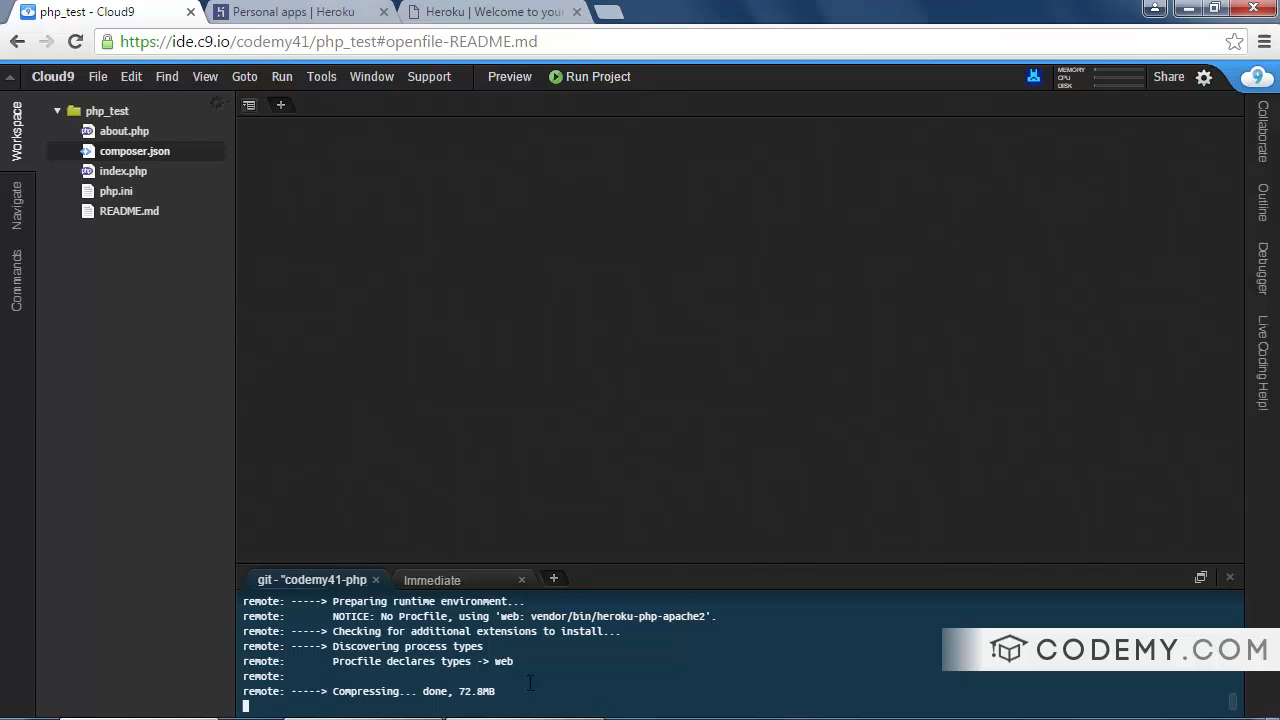 php_test - Cloud9
Personal apps | Heroku
Heroku | Welcome to your
https://ide.c9.io/codemy41/php_test#openfile-README.md
Cloud9 File Edit Find View Goto Run Tools Window Support Preview Run Project
MEMORY
CPU
DISK
Share
Workspace
Navigate
Commands
php_test
about.php
composer.json
index.php
php.ini
README.md
Collaborate
Outline
Debugger
Live Coding Help!
git - "codemy41-php
Immediate
remote: -----> Preparing runtime environment...
remote:        NOTICE: No Procfile, using 'web: vendor/bin/heroku-php-apache2'.
remote: -----> Checking for additional extensions to install...
remote: -----> Discovering process types
remote:        Procfile declares types -> web
remote:
remote: -----> Compressing... done, 72.8MB
CODEMY.COM